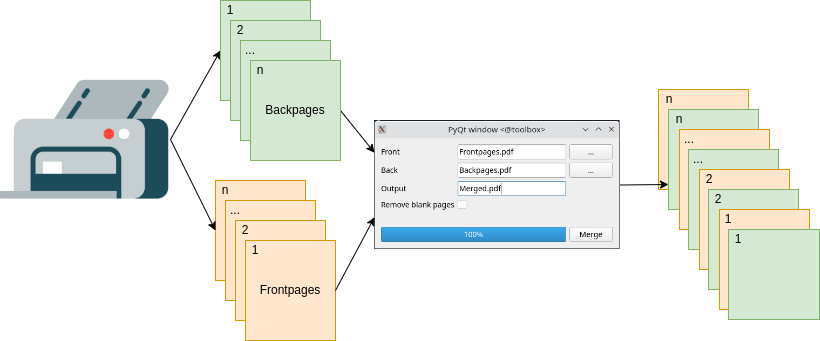 1
2
...
n
Backpages
n
...
2
1
Frontpages
PyQt window <@toolbox>
Front
Frontpages.pdf
...
Back
Backpages.pdf
...
Output
Merged.pdf
Remove blank pages
100%
Merge
n
n
...
...
2
2
1
1